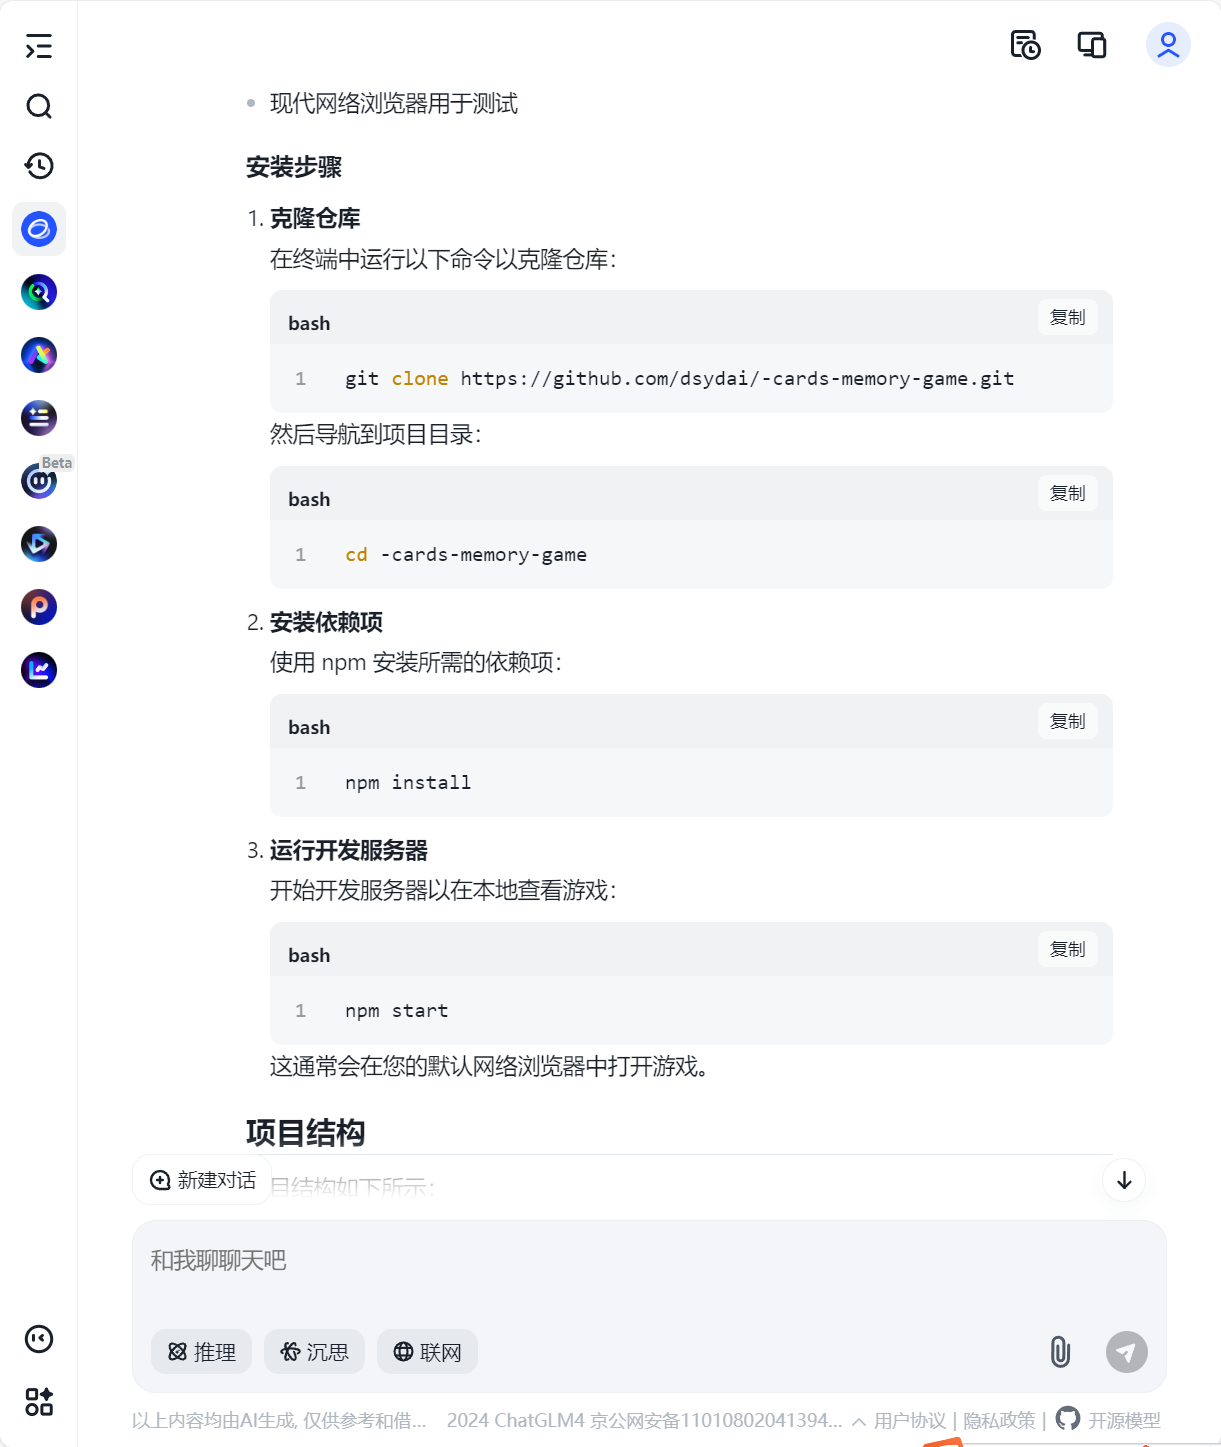 现代网络浏览器用于测试
安装步骤
1. 克隆仓库
在终端中运行以下命令以克隆仓库：
bash
复制
1 git clone https://github.com/dsydai/-cards-memory-game.git
然后导航到项目目录：
bash
复制
1 cd -cards-memory-game
Beta
2. 安装依赖项
使用 npm 安装所需的依赖项：
bash
复制
1 npm install
3. 运行开发服务器
开始开发服务器以在本地查看游戏：
bash
复制
1 npm start
这通常会在您的默认网络浏览器中打开游戏。
项目结构
新建对话
目结构如下所示：
和我聊聊天吧
推理
沉思
联网
以上内容均由AI生成, 仅供参考和借... 2024 ChatGLM4 京公网安备11010802041394... 用户协议 | 隐私政策 | 开源模型